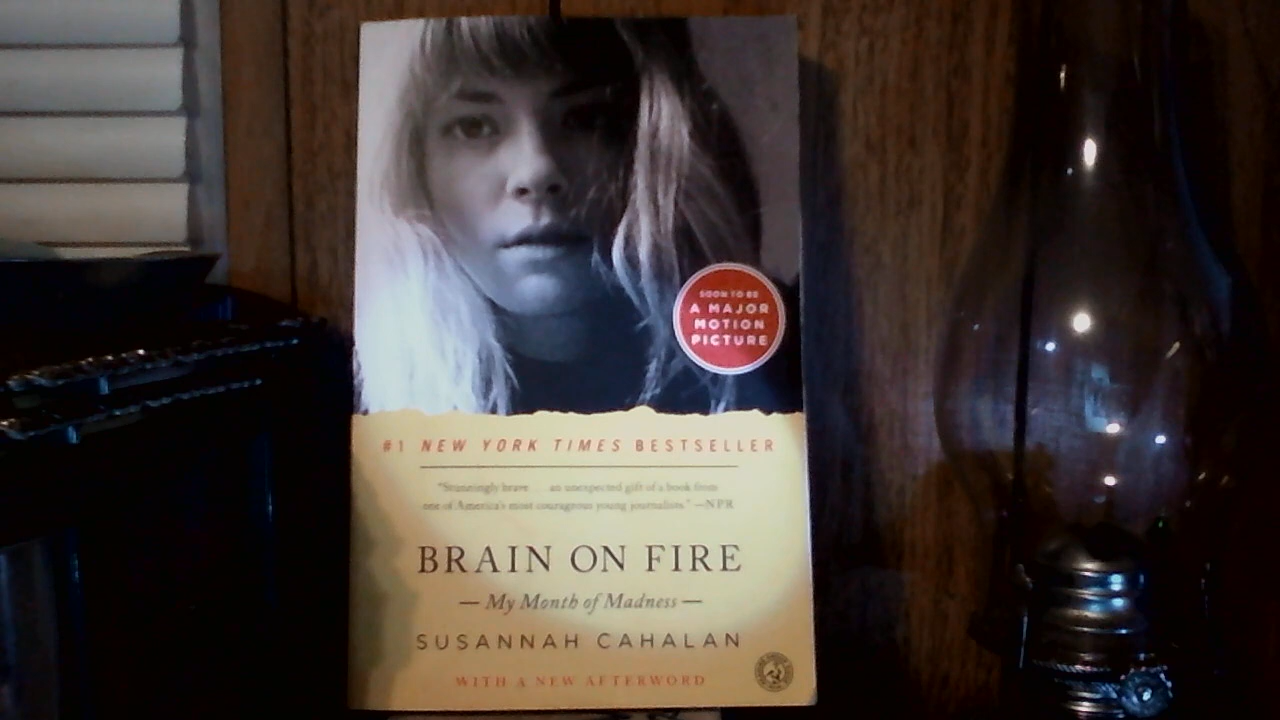 SOON TO BE
A MAJOR
MOTION
PICTURE
#1 NEW YORK TIMES BESTSELLER
"Stunningly brave . . . an unexpected gift of a book from
one of America's most courageous young journalists." —NPR
BRAIN ON FIRE
— My Month of Madness —
SUSANNAH CAHALAN
WITH A NEW AFTERWORD